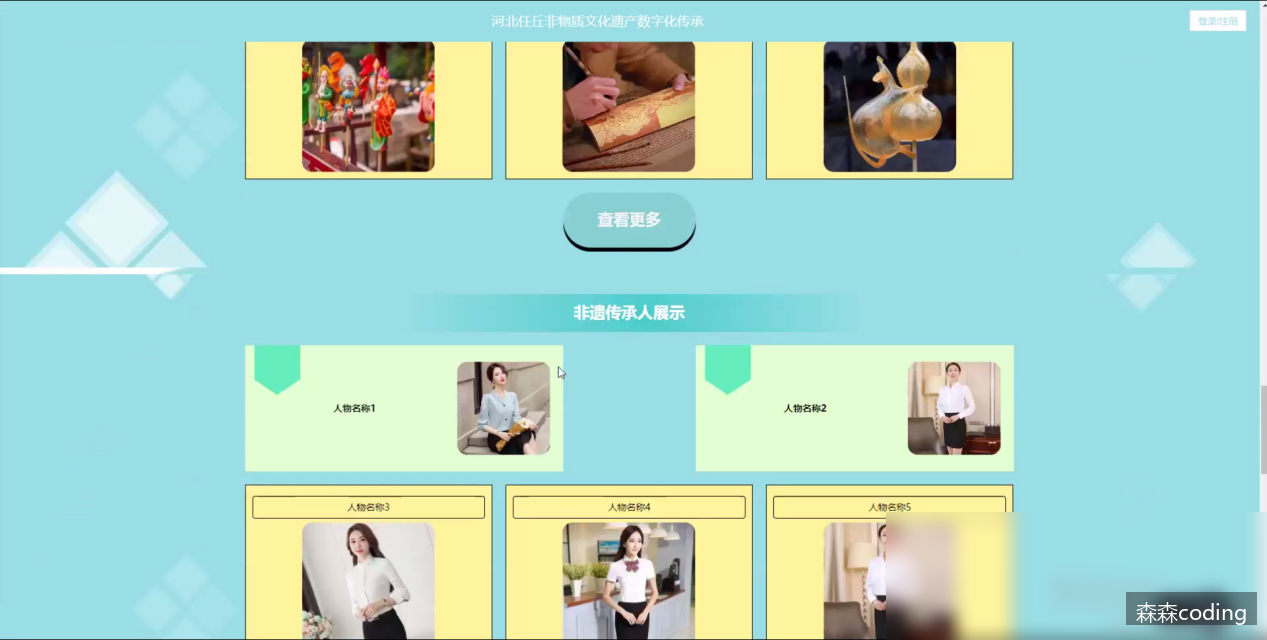 河北任丘非物质文化遗产数字化传承
登录/注册
查看更多
非遗传承人展示
人物名称1
人物名称2
人物名称3
人物名称4
人物名称5
森森coding